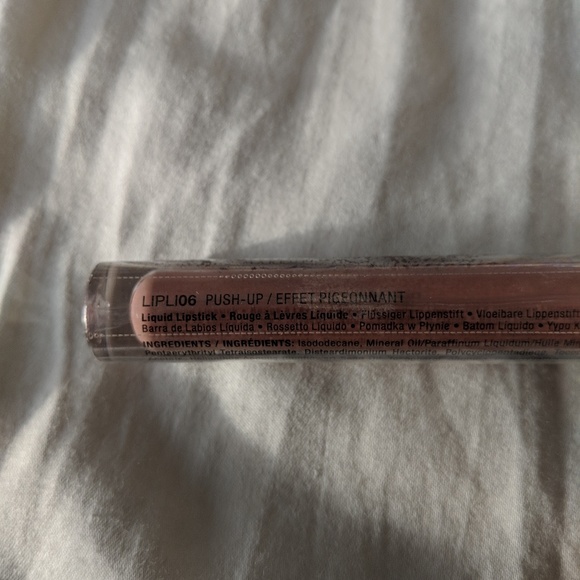 LIPLI06 PUSH-UP / EFFET PIGEONNANT
Liquid Lipstick • Rouge à Lèvres Liquide • Flüssiger Lippenstift • Vloeibare Lippenstift
Barra de Labios Líquida • Rossetto Liquido • Pomadka w Płynie • Batom Líquido •
INGREDIENTS / INGRÉDIENTS: Isododecane, Mineral Oil/Paraffinum Liquidum/Huile
Pentaerythrityl Tetraisostearate, Disteardimonium Hectorite,